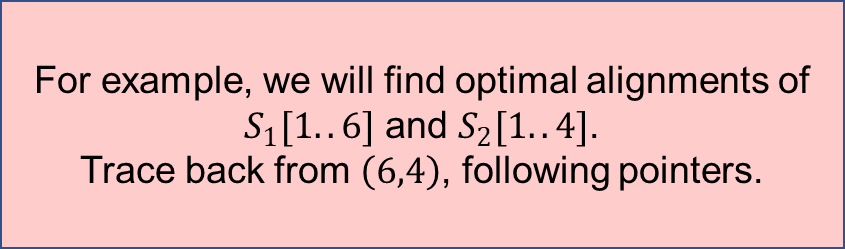 For example, we will find optimal alignments of
𝑆₁[1..6] and 𝑆₂[1..4].
Trace back from (6,4), following pointers.